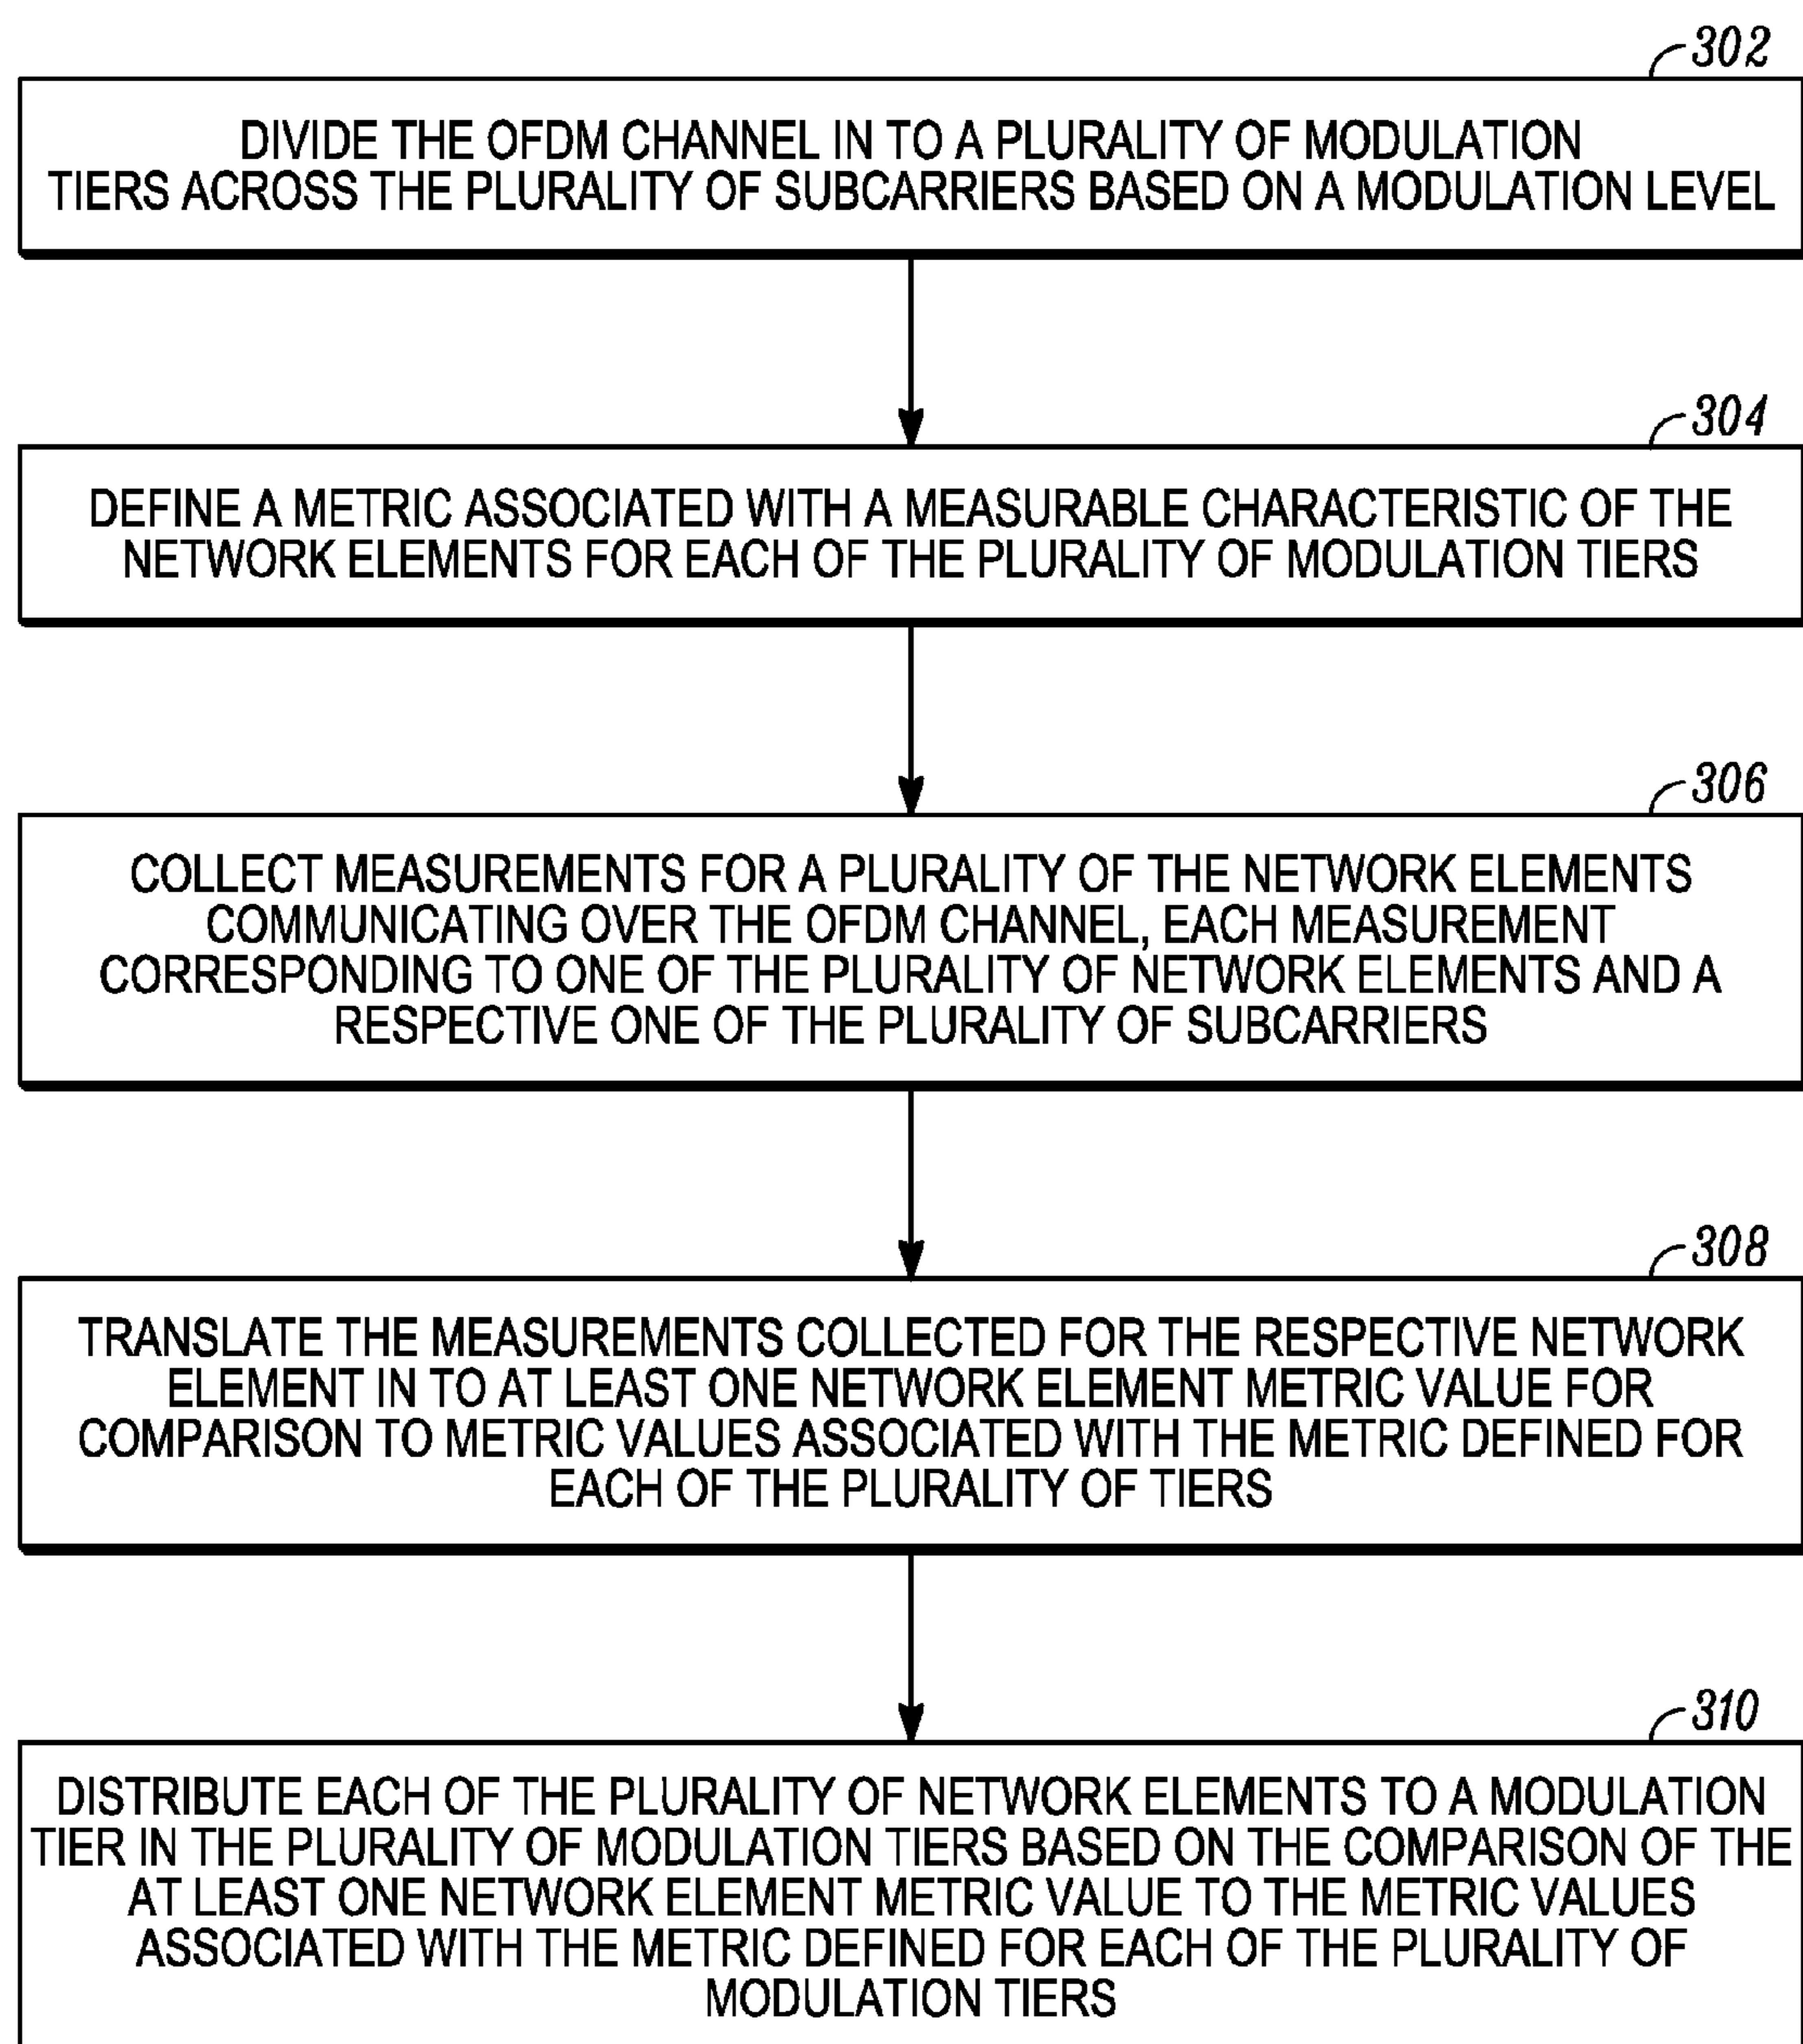 302
DIVIDE THE OFDM CHANNEL IN TO A PLURALITY OF MODULATION
TIERS ACROSS THE PLURALITY OF SUBCARRIERS BASED ON A MODULATION LEVEL
304
DEFINE A METRIC ASSOCIATED WITH A MEASURABLE CHARACTERISTIC OF THE
NETWORK ELEMENTS FOR EACH OF THE PLURALITY OF MODULATION TIERS
306
COLLECT MEASUREMENTS FOR A PLURALITY OF THE NETWORK ELEMENTS
COMMUNICATING OVER THE OFDM CHANNEL, EACH MEASUREMENT
CORRESPONDING TO ONE OF THE PLURALITY OF NETWORK ELEMENTS AND A
RESPECTIVE ONE OF THE PLURALITY OF SUBCARRIERS
308
TRANSLATE THE MEASUREMENTS COLLECTED FOR THE RESPECTIVE NETWORK
ELEMENT IN TO AT LEAST ONE NETWORK ELEMENT METRIC VALUE FOR
COMPARISON TO METRIC VALUES ASSOCIATED WITH THE METRIC DEFINED FOR
EACH OF THE PLURALITY OF TIERS
310
DISTRIBUTE EACH OF THE PLURALITY OF NETWORK ELEMENTS TO A MODULATION
TIER IN THE PLURALITY OF MODULATION TIERS BASED ON THE COMPARISON OF THE
AT LEAST ONE NETWORK ELEMENT METRIC VALUE TO THE METRIC VALUES
ASSOCIATED WITH THE METRIC DEFINED FOR EACH OF THE PLURALITY OF
MODULATION TIERS